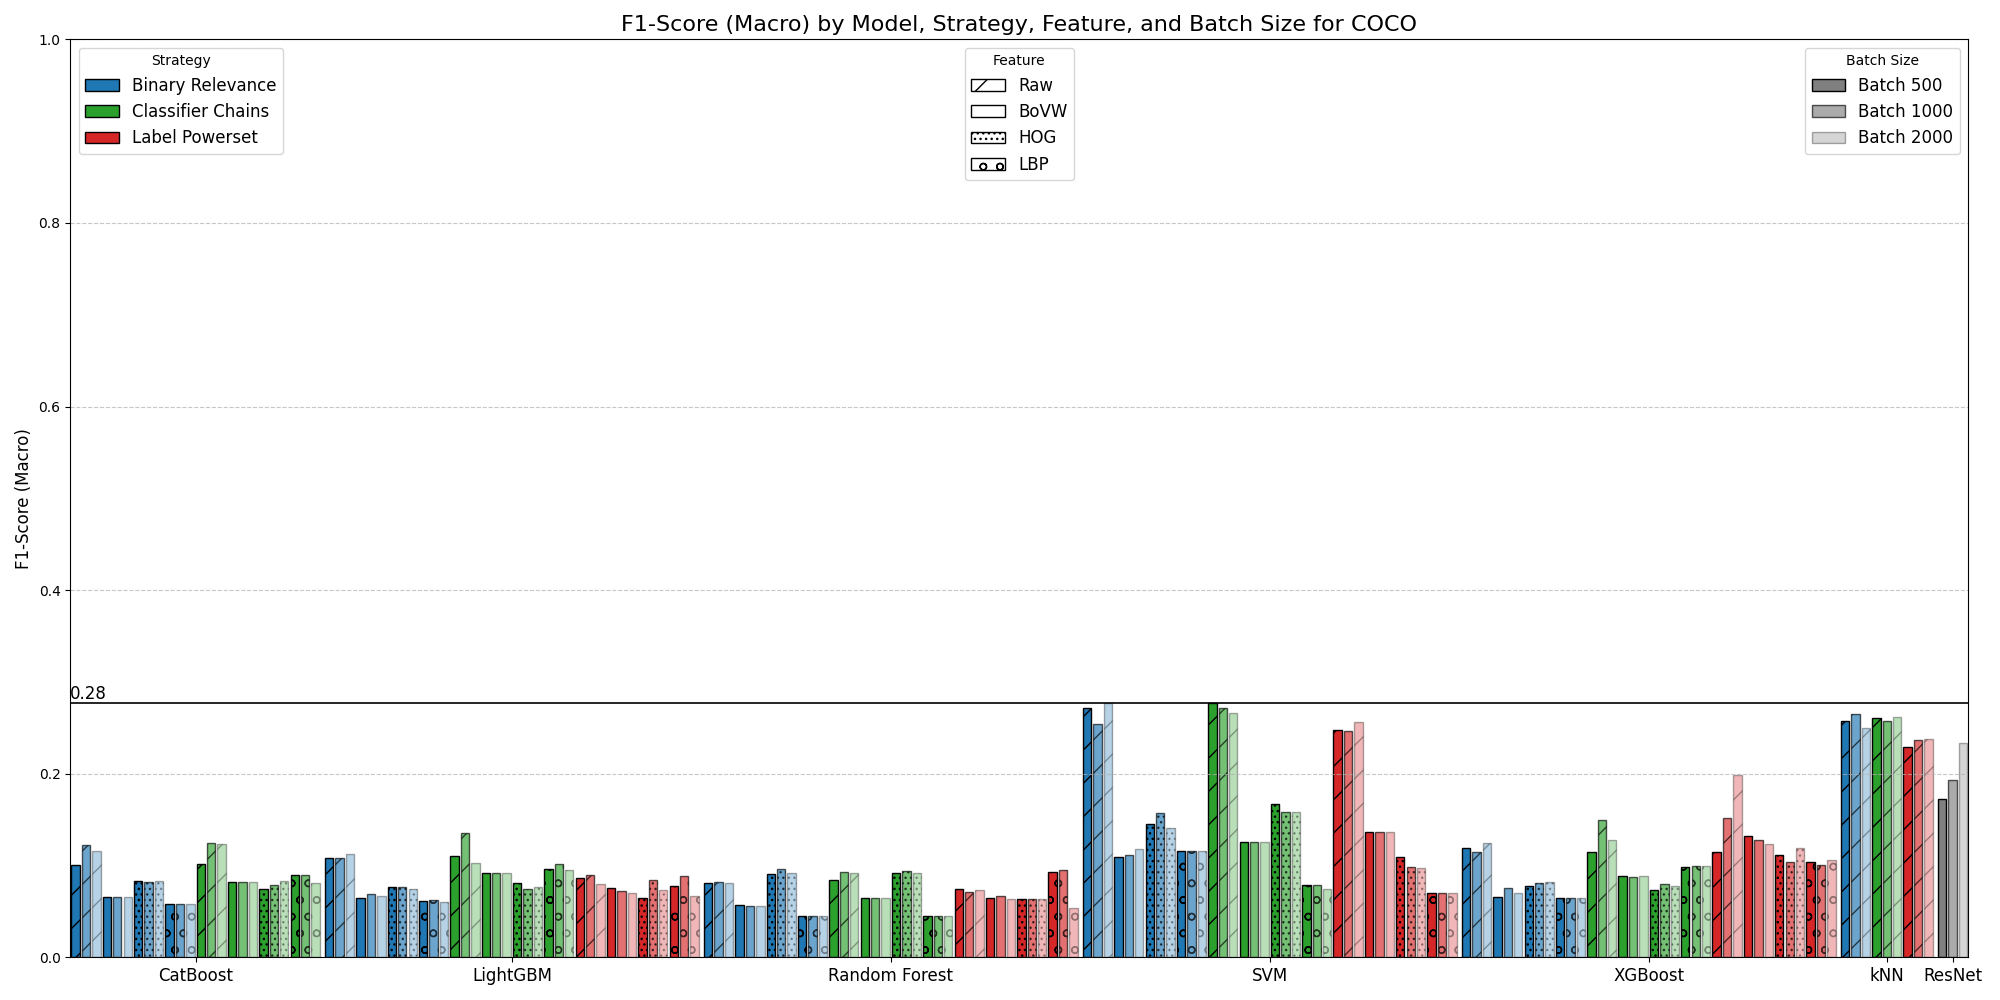 F1-Score (Macro) by Model, Strategy, Feature, and Batch Size for COCO
F1-Score (Macro)
1.0
0.8
0.6
0.4
0.2
0.0
Strategy
Binary Relevance
Classifier Chains
Label Powerset
Feature
Raw
BoVW
HOG
LBP
Batch Size
Batch 500
Batch 1000
Batch 2000
0.28
CatBoost
LightGBM
Random Forest
SVM
XGBoost
kNN
ResNet